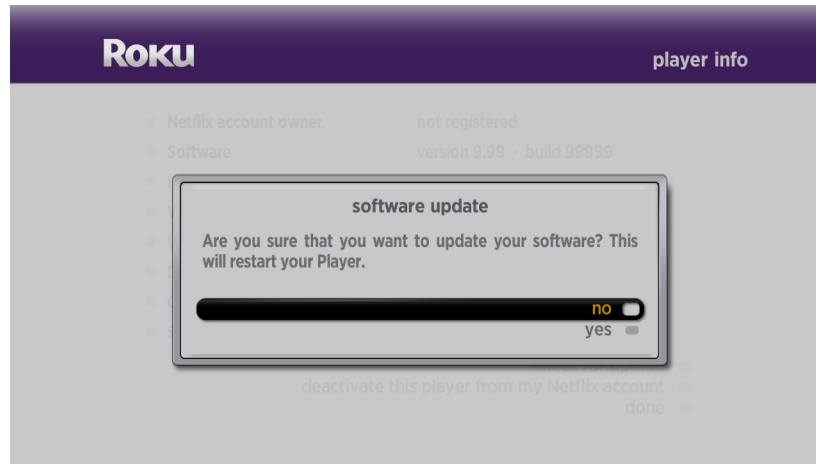 Roku
player info
Netflix account owner not registered
Software version 9.99 • build 99999
software update
Are you sure that you want to update your software? This
will restart your Player.
no
yes
deactivate this player from my Netflix account
done